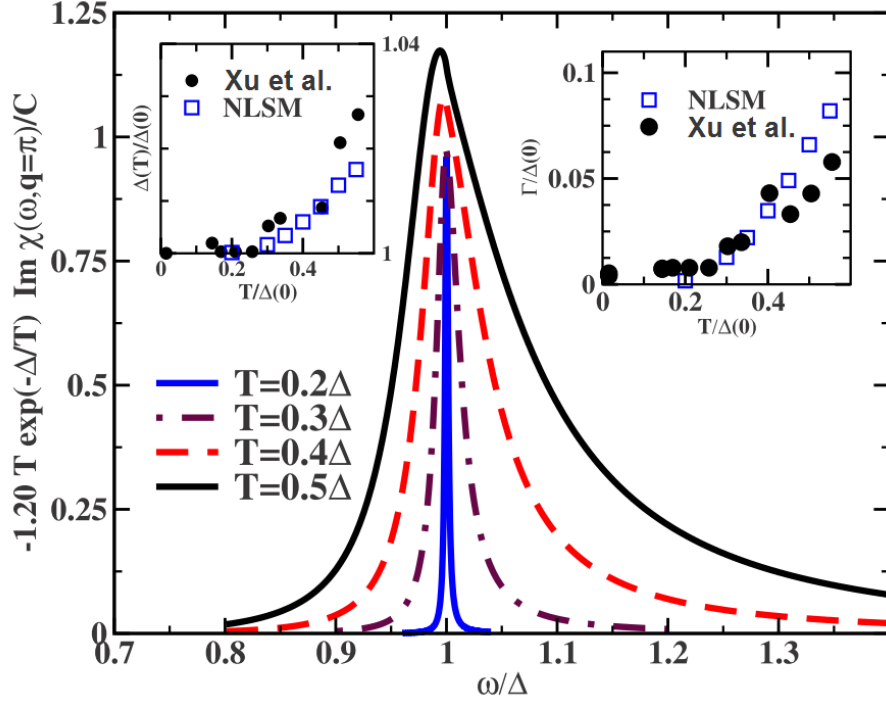 -1.20 T exp(-Δ/T) Im χ(ω,q=π)/C
1.25
1
0.75
0.5
0.25
0
0.7
0.8
0.9
1
1.1
1.2
1.3
ω/Δ
Xu et al.
NLSM
Δ(T)/Δ(0)
1.04
1
0.2
0.4
T/Δ(0)
NLSM
Xu et al.
Γ/Δ(0)
0.1
0.05
0
0
0.2
0.4
T/Δ(0)
T=0.2Δ
T=0.3Δ
T=0.4Δ
T=0.5Δ